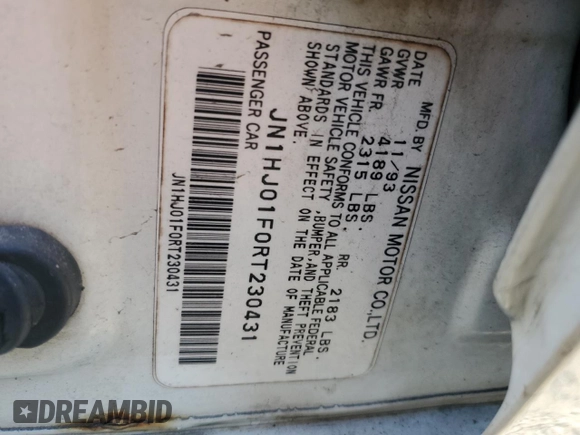 MFD. BY NISSAN MOTOR CO.,LTD.
DATE 11/93
GVWR 4189 LBS.
GAWR FR. 2315 LBS. RR. 2183 LBS.
THIS VEHICLE CONFORMS TO ALL APPLICABLE FEDERAL
MOTOR VEHICLE SAFETY ,BUMPER,AND THEFT PREVENTION
STANDARDS IN EFFECT ON THE DATE OF MANUFACTURE
SHOWN ABOVE.
JN1HJ01F0RT230431
PASSENGER CAR
JN1HJ01F0RT230431
DREAMBID